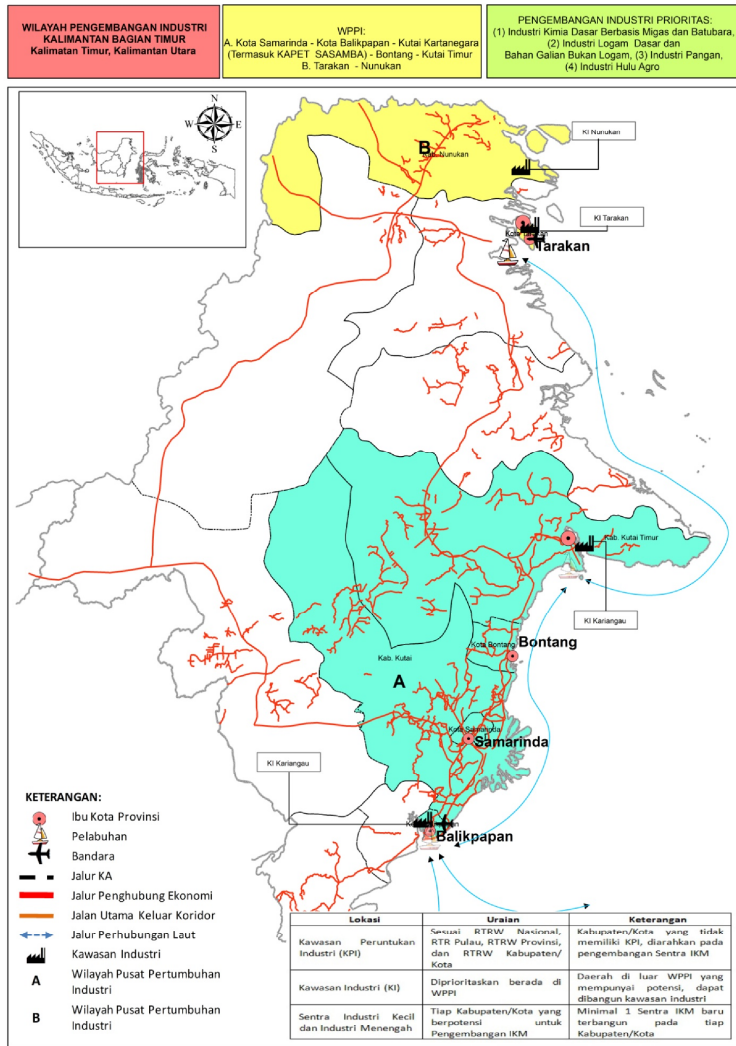 WILAYAH PENGEMBANGAN INDUSTRI
KALIMANTAN BAGIAN TIMUR
Kalimatan Timur, Kalimantan Utara
WPPI:
A. Kota Samarinda - Kota Balikpapan - Kutai Kartanegara
(Termasuk KAPET SASAMBA) - Bontang - Kutai Timur
B. Tarakan - Nunukan
PENGEMBANGAN INDUSTRI PRIORITAS:
(1) Industri Kimia Dasar Berbasis Migas dan Batubara,
(2) Industri Logam Dasar dan
Bahan Galian Bukan Logam, (3) Industri Pangan,
(4) Industri Hulu Agro
N
W
E
S
B
Kab. Nunukan
KI Nunukan
KI Tarakan
Tarakan
Kab. Kutai Timur
KI Kariangau
Bontang
Kota Bontang
Kab. Kutai
A
Kota Samarinda
Samarinda
KI Kariangau
Balikpapan
KETERANGAN:
Ibu Kota Provinsi
Pelabuhan
Bandara
Jalur KA
Jalur Penghubung Ekonomi
Jalan Utama Keluar Koridor
Jalur Perhubungan Laut
Kawasan Industri
A Wilayah Pusat Pertumbuhan
Industri
B Wilayah Pusat Pertumbuhan
Industri
Lokasi Uraian Keterangan
Kawasan Peruntukan
Industri (KPI)
Sesuai RTRW Nasional,
RTR Pulau, RTRW Provinsi,
dan RTRW Kabupaten/
Kota
Kabupaten/Kota yang tidak
memiliki KPI, diarahkan pada
pengembangan Sentra IKM
Kawasan Industri (KI)
Diprioritaskan berada di
WPPI
Daerah di luar WPPI yang
mempunyai potensi, dapat
dibangun kawasan industri
Sentra Industri Kecil
dan Industri Menengah
Tiap Kabupaten/Kota yang
berpotensi untuk
Pengembangan IKM
Minimal 1 Sentra IKM baru
terbangun pada tiap
Kabupaten/Kota